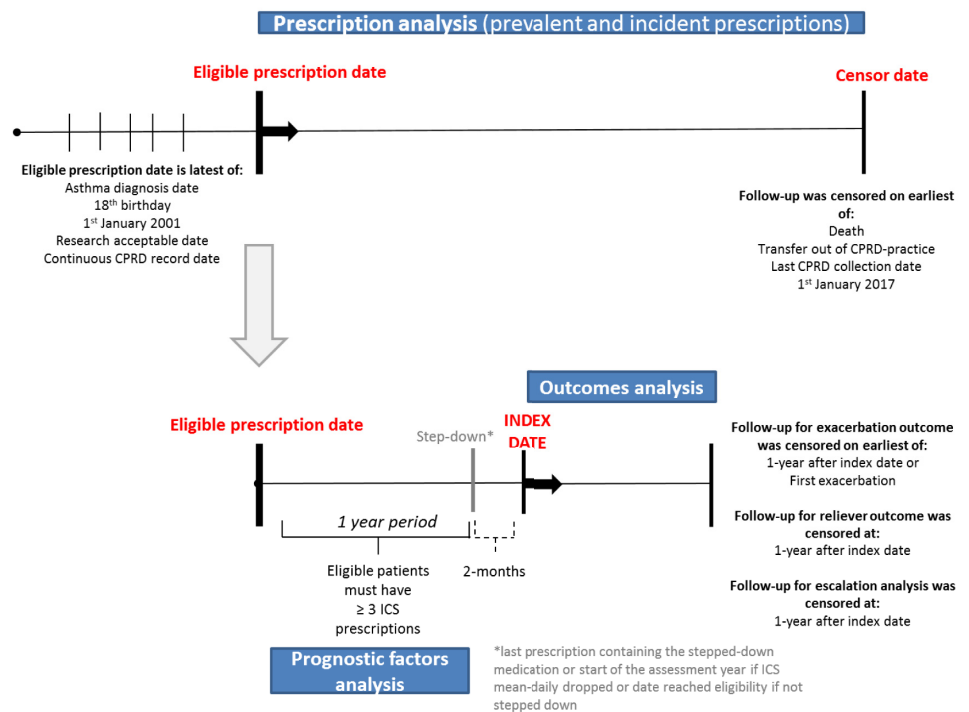 Prescription analysis (prevalent and incident prescriptions)
Eligible prescription date
Censor date
Eligible prescription date is latest of:
Asthma diagnosis date
18th birthday
1st January 2001
Research acceptable date
Continuous CPRD record date
Follow-up was censored on earliest
of:
Death
Transfer out of CPRD-practice
Last CPRD collection date
1st January 2017
Outcomes analysis
Eligible prescription date
Step-down*
INDEX
DATE
1 year period
Eligible patients
must have
≥ 3 ICS
prescriptions
2-months
Follow-up for exacerbation outcome
was censored on earliest of:
1-year after index date or
First exacerbation
Follow-up for reliever outcome was
censored at:
1-year after index date
Follow-up for escalation analysis was
censored at:
1-year after index date
Prognostic factors
analysis
*last prescription containing the stepped-down
medication or start of the assessment year if ICS
mean-daily dropped or date reached eligibility if not
stepped down